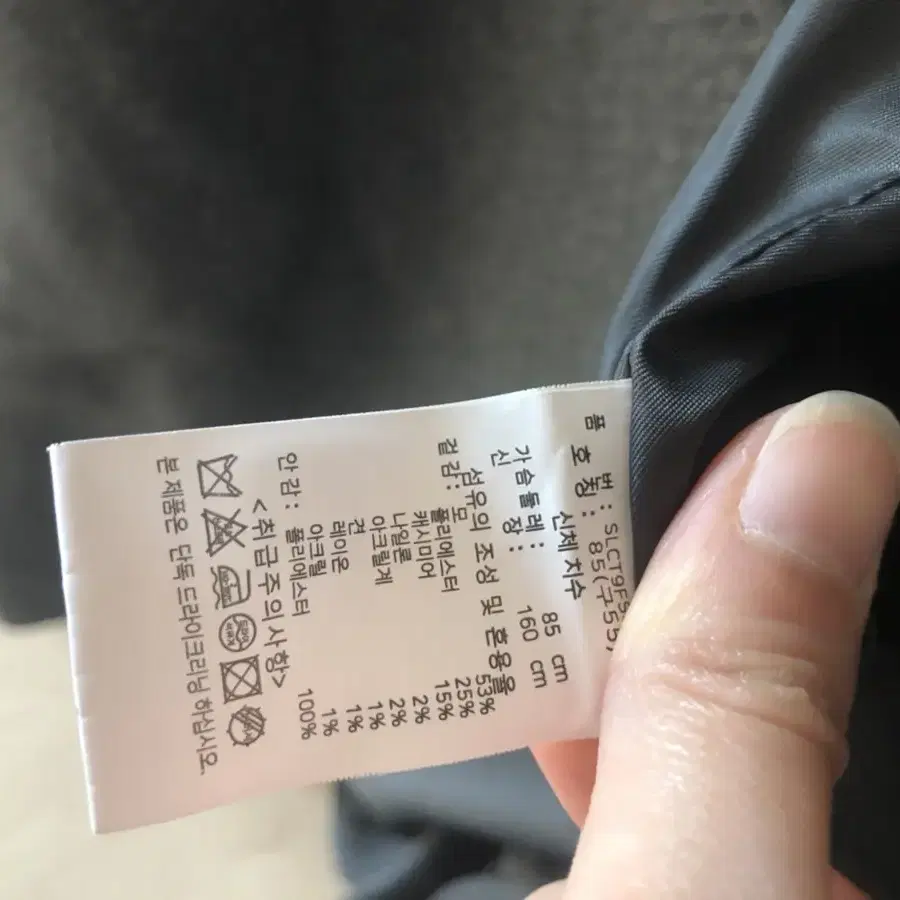 품 번: SLCT9FS
호 칭: 85(구55)
신체 치수
가슴둘레: 85 cm
신 장: 160 cm
섬유의 조성 및 혼용율
겉감: 모 53%
폴리에스터 25%
캐시미어 15%
나일론 2%
아크릴계 2%
견 1%
레이온 1%
아크릴 1%
안감: 폴리에스터 100%
<취급주의사항>
본 제품은 단독 드라이크리닝 하십시오.